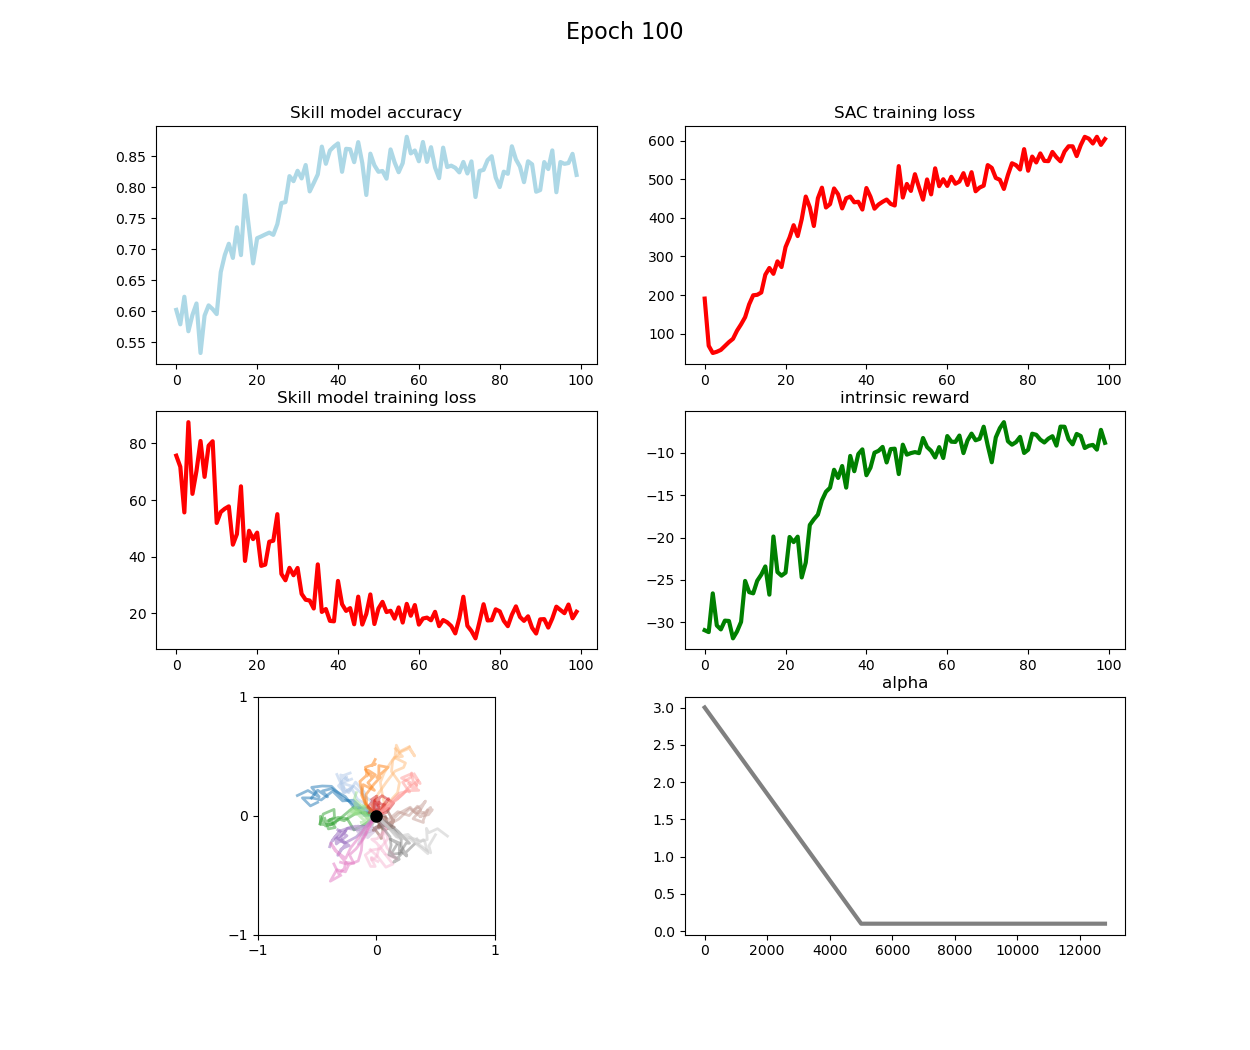 Epoch 100
Skill model accuracy
0.85
0.80
0.75
0.70
0.65
0.60
0.55
0 20 40 60 80 100
SAC training loss
600
500
400
300
200
100
0 20 40 60 80 100
Skill model training loss
80
60
40
20
0 20 40 60 80 100
intrinsic reward
−10
−15
−20
−25
−30
0 20 40 60 80 100
1
0
−1
−1 0 1
alpha
3.0
2.5
2.0
1.5
1.0
0.5
0.0
0 2000 4000 6000 8000 10000 12000